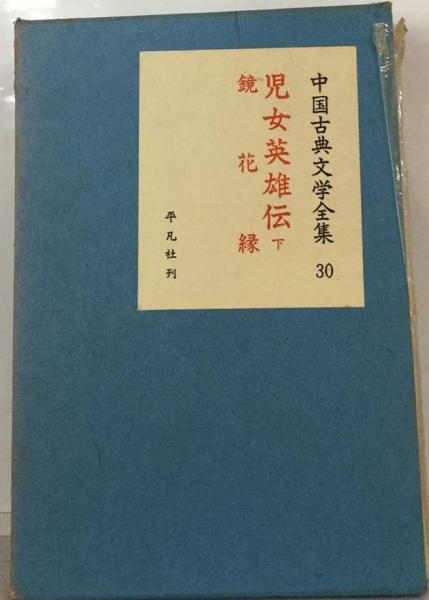 中国古典文学全集 30
児女英雄伝 下
鏡花縁
平凡社刊